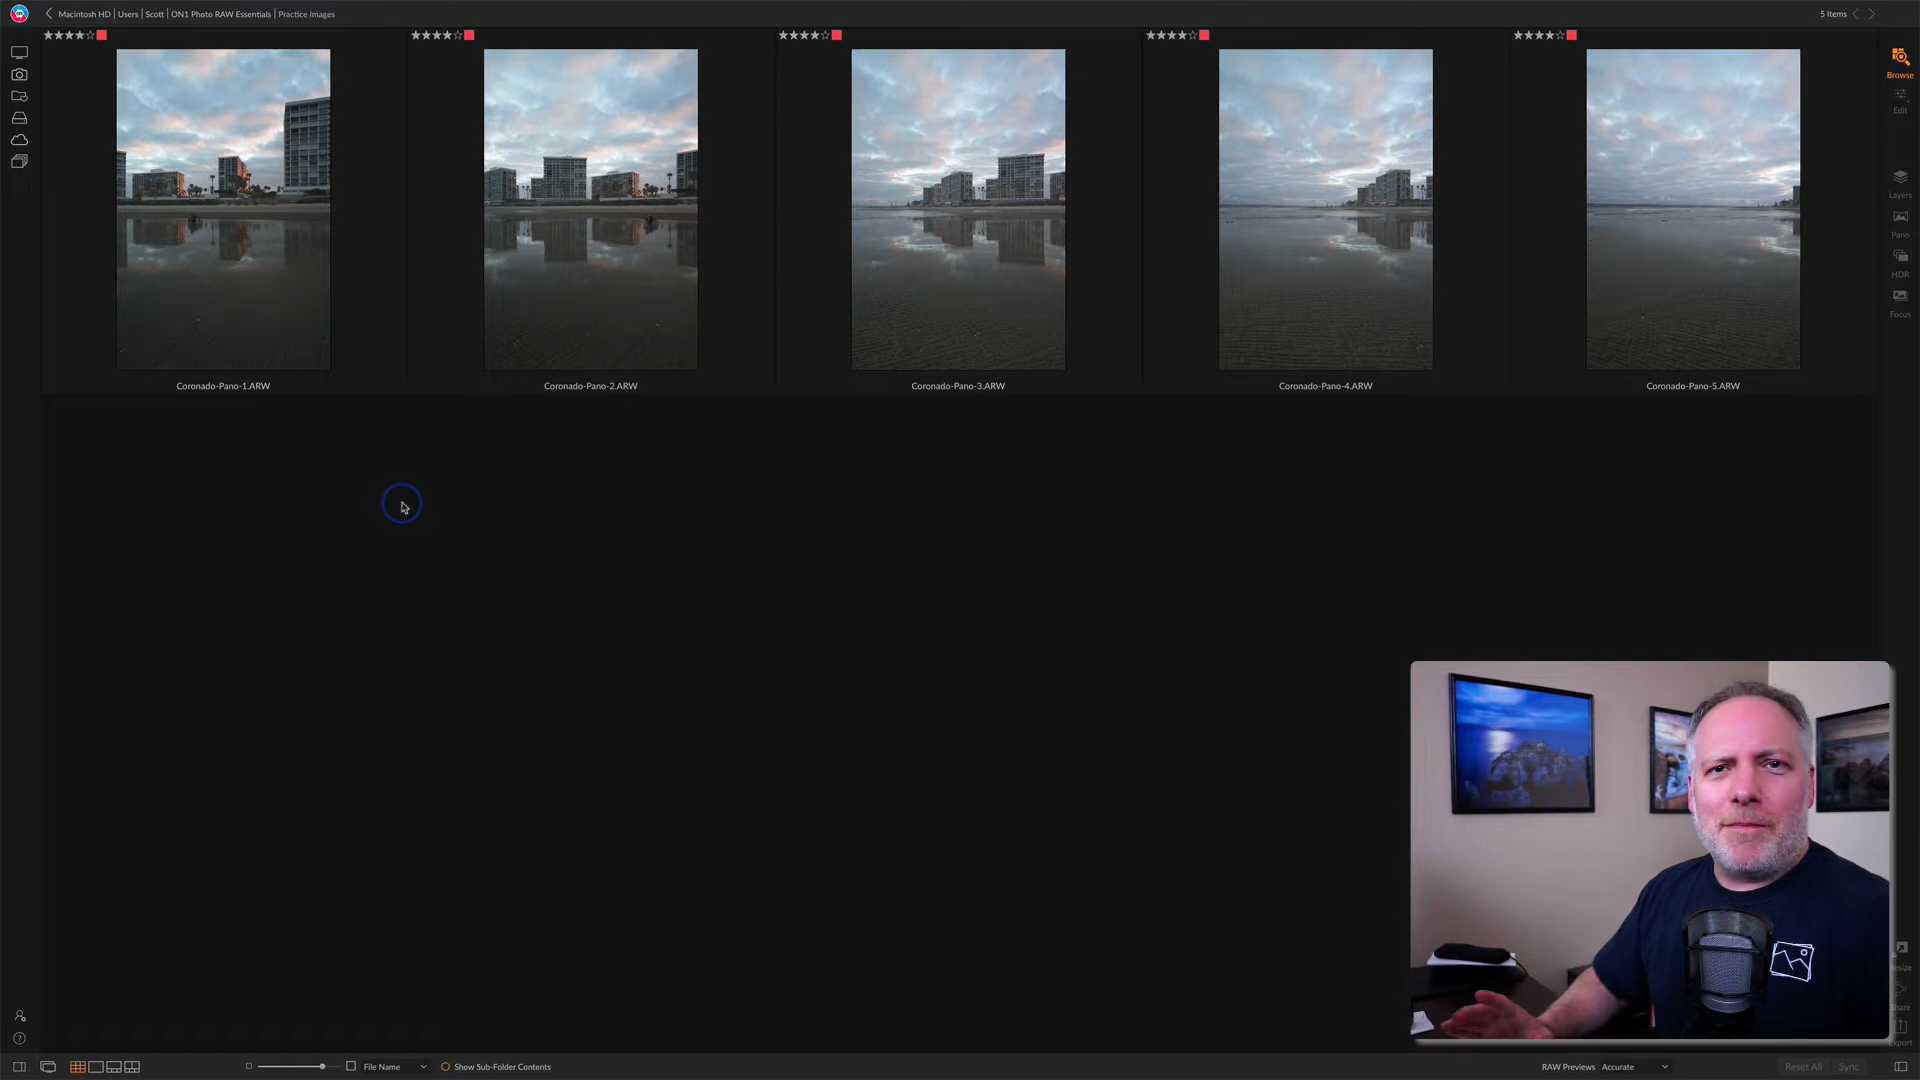 Macintosh HD | Users | Scott | ON1 Photo RAW Essentials | Practice Images
5 Items
Browse
Edit
Layers
Pano
HDR
Focus
Coronado-Pano-1.ARW
Coronado-Pano-2.ARW
Coronado-Pano-3.ARW
Coronado-Pano-4.ARW
Coronado-Pano-5.ARW
File Name
Show Sub-Folder Contents
RAW Previews Accurate
Reset All
Sync